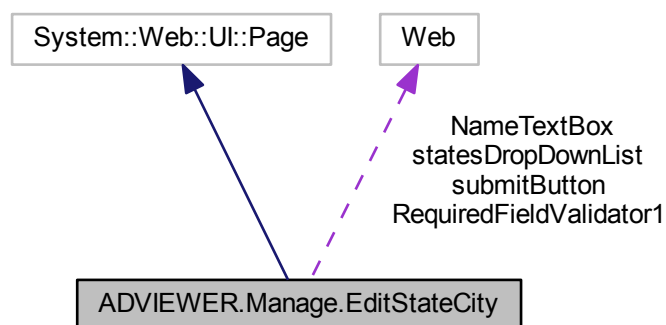 System::Web::UI::Page
Web
NameTextBox
statesDropDownList
submitButton
RequiredFieldValidator1
ADVIEWER.Manage.EditStateCity